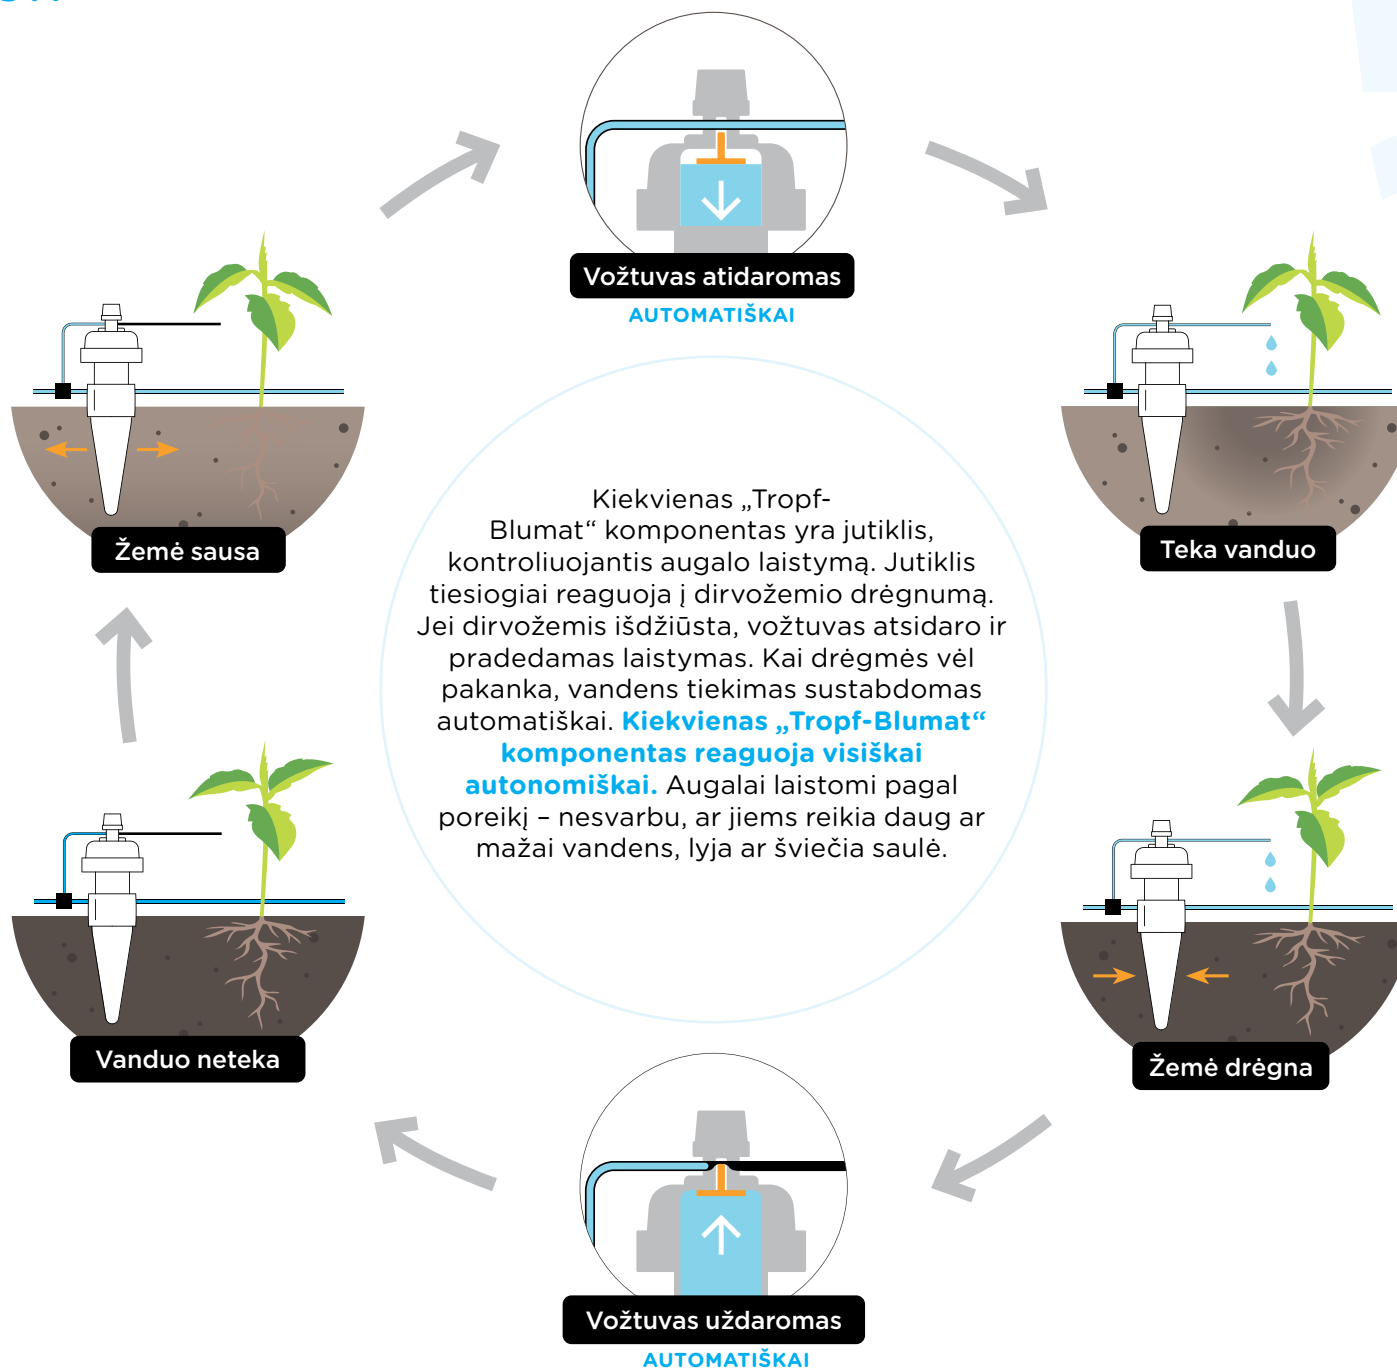 Vožtuvas atidaromas
AUTOMATIŠKAI
Žemė sausa
Teka vanduo
Kiekvienas „Tropf-
Blumat“ komponentas yra jutiklis,
kontroliuojantis augalo laistymą. Jutiklis
tiesiogiai reaguoja į dirvožemio drėgnumą.
Jei dirvožemis išdžiūsta, vožtuvas atsidaro ir
pradedamas laistymas. Kai drėgmės vėl
pakanka, vandens tiekimas sustabdomas
automatiškai. Kiekvienas „Tropf-Blumat“
komponentas reaguoja visiškai
autonomiškai. Augalai laistomi pagal
poreikį – nesvarbu, ar jiems reikia daug ar
mažai vandens, lyja ar šviečia saulė.
Vanduo neteka
Žemė drėgna
Vožtuvas uždaromas
AUTOMATIŠKAI